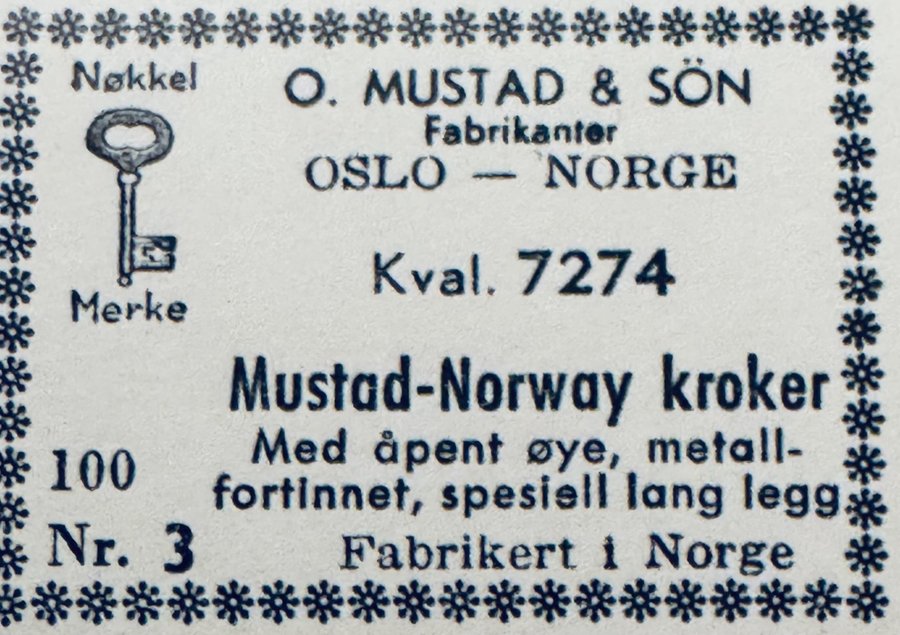 Nøkkel
Merke
O. MUSTAD & SÖN
Fabrikanter
OSLO — NORGE
Kval. 7274
Mustad-Norway kroker
Med åpent øye, metall-
fortinnet, spesiell lang legg
100
Nr. 3
Fabrikert i Norge